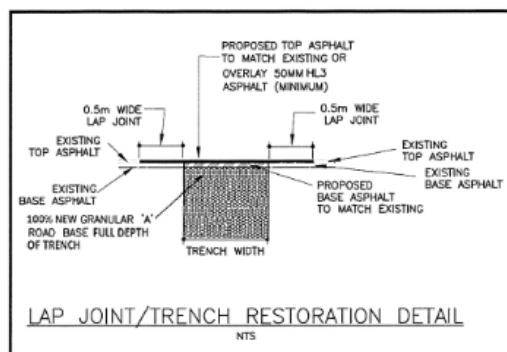 PROPOSED TOP ASPHALT
TO MATCH EXISTING OR
OVERLAY 50MM HL3
ASPHALT (MINIMUM)
0.5m WIDE
LAP JOINT
0.5m WIDE
LAP JOINT
EXISTING
TOP ASPHALT
EXISTING
TOP ASPHALT
EXISTING
BASE ASPHALT
EXISTING
BASE ASPHALT
100% NEW GRANULAR 'A'
ROAD BASE FULL DEPTH
OF TRENCH
PROPOSED
BASE ASPHALT
TO MATCH EXISTING
TRENCH WIDTH
LAP JOINT/TRENCH RESTORATION DETAIL
NTS